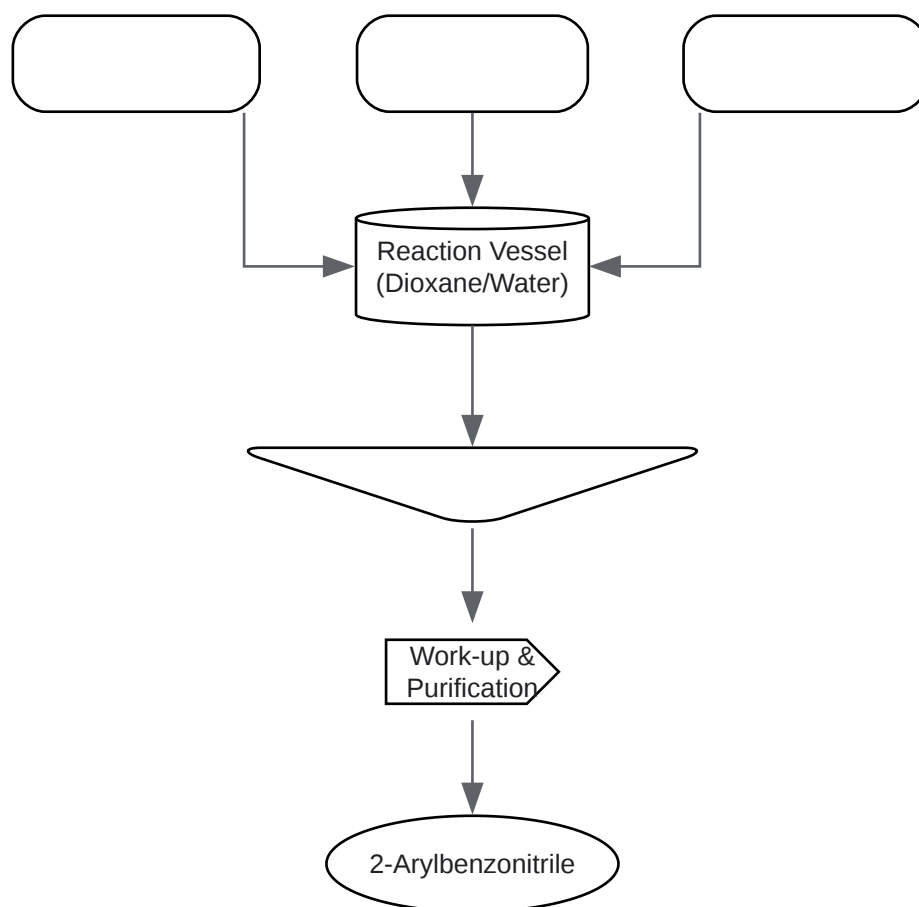 Reaction Vessel
(Dioxane/Water)
Work-up &
Purification
2-Arylbenzonitrile